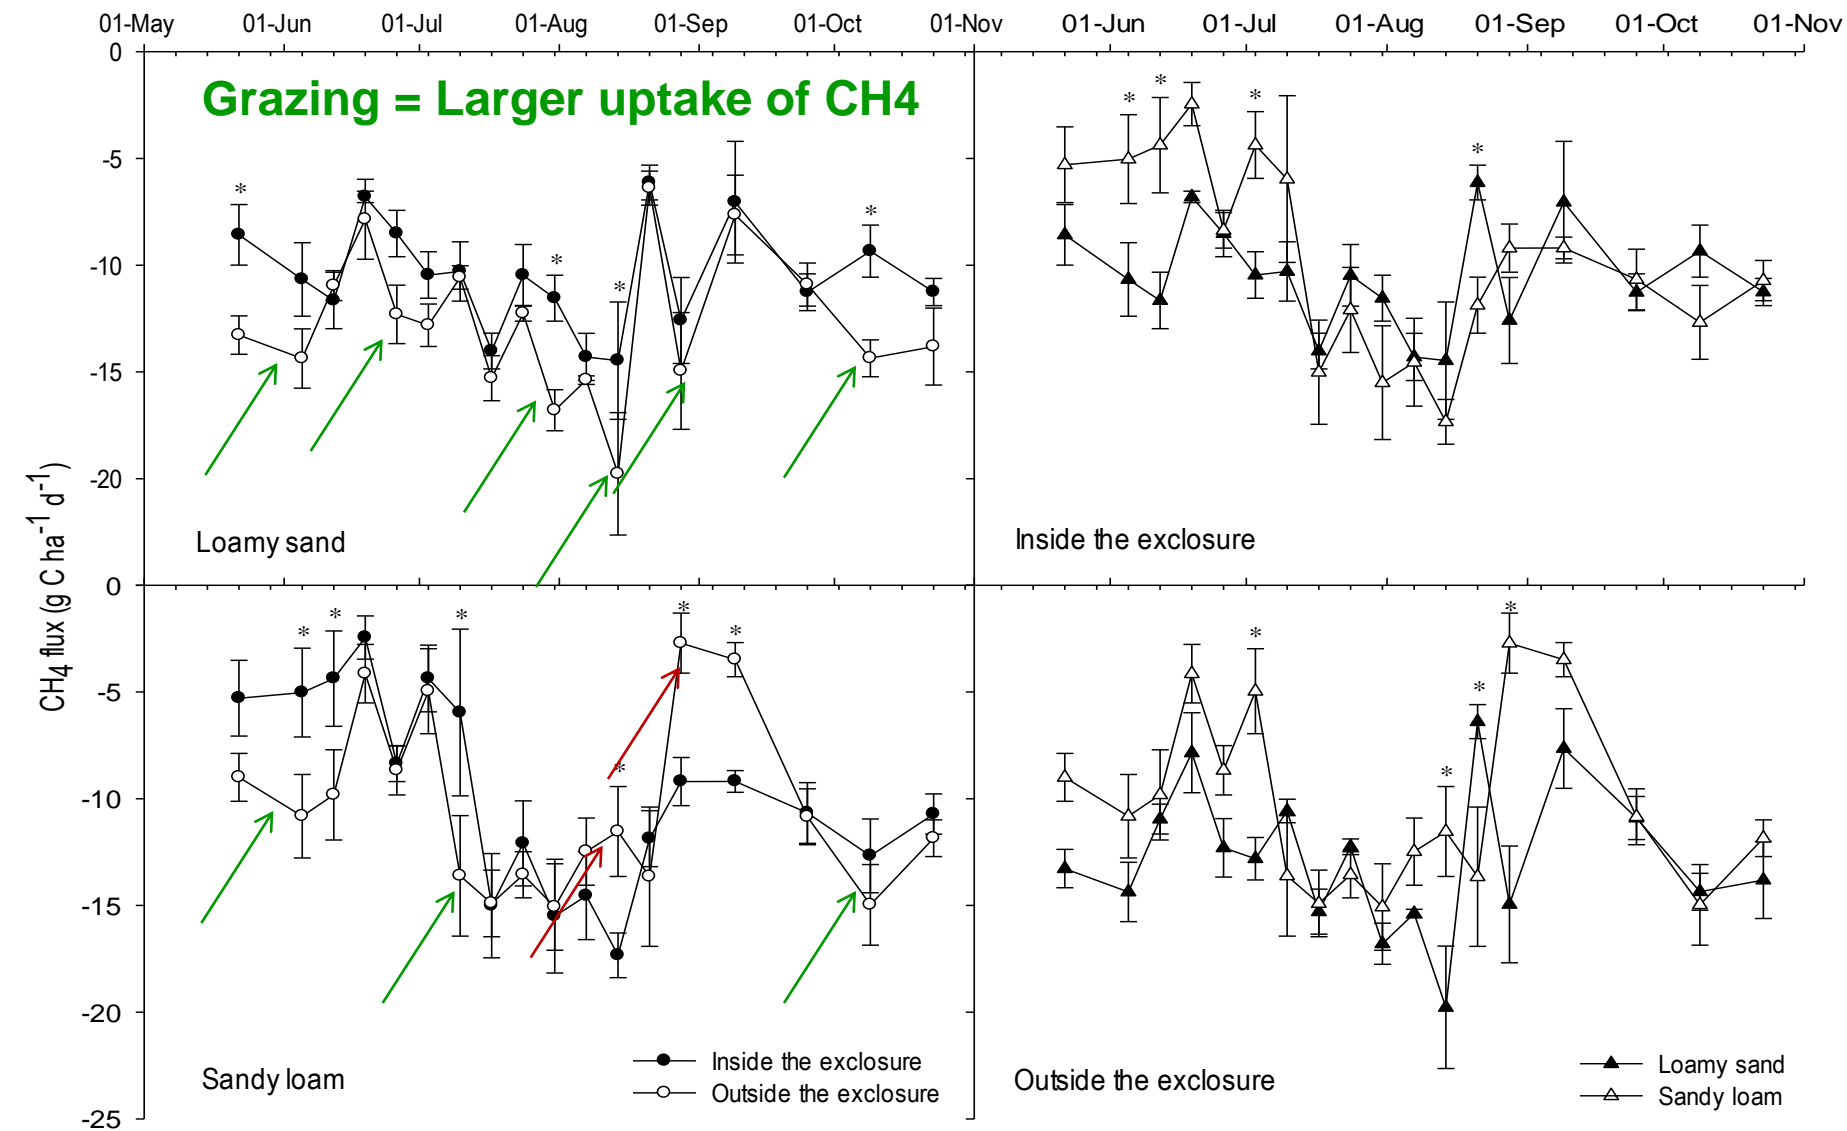 01-May 01-Jun 01-Jul 01-Aug 01-Sep 01-Oct 01-Nov 01-Jun 01-Jul 01-Aug 01-Sep 01-Oct 01-Nov
0
Grazing = Larger uptake of CH4
-5
-10
-15
-20
Loamy sand
Inside the exclosure
CH4 flux (g C ha-1 d-1)
0
-5
-10
-15
-20
-25
Sandy loam
Inside the exclosure
Outside the exclosure
Outside the exclosure
Loamy sand
Sandy loam
* * * * * * * * * * * * * * * * * *